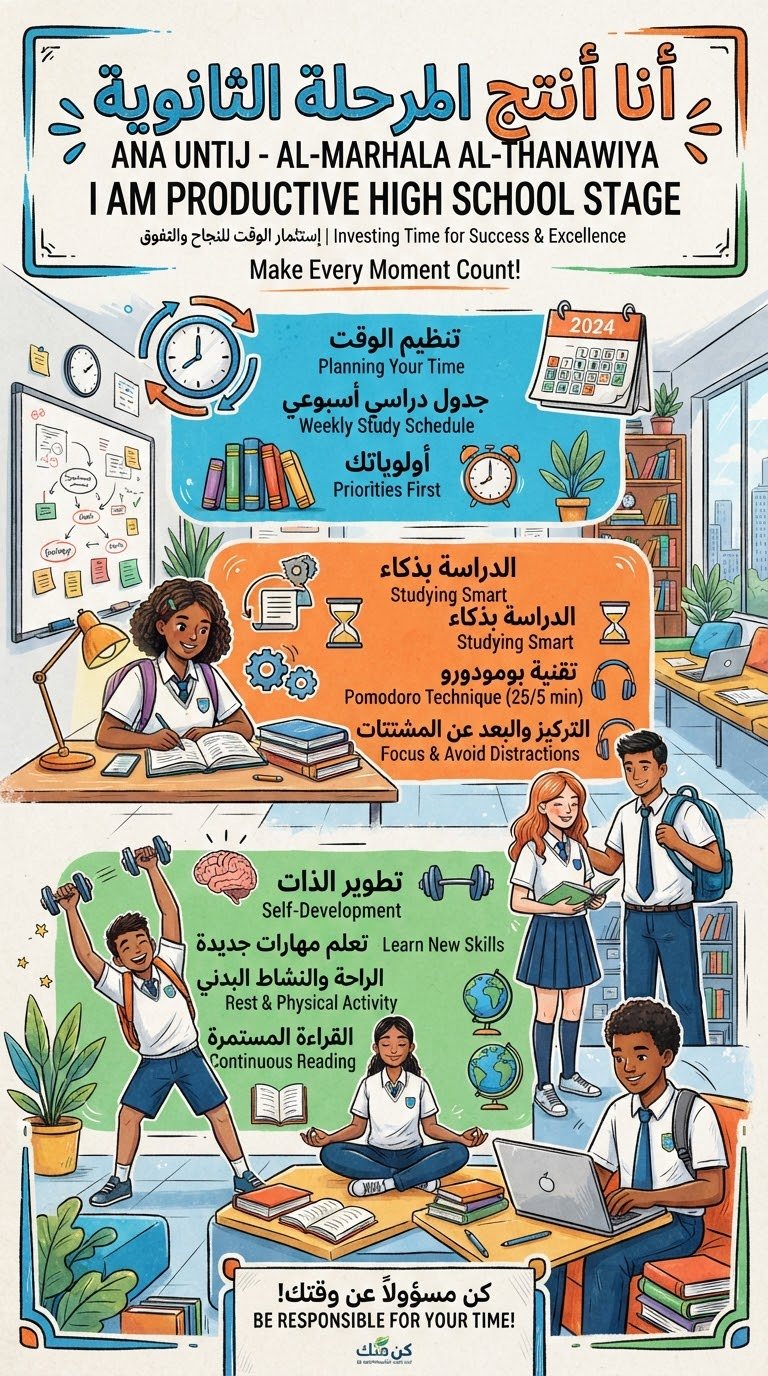 أنا أنتج المرحلة الثانوية
ANA UNTIJ - AL-MARHALA AL-THANAWIYA
I AM PRODUCTIVE HIGH SCHOOL STAGE
إستثمار الوقت للنجاح والتفوق | Investing Time for Success & Excellence
Make Every Moment Count!
2024
تنظيم الوقت
Planning Your Time
جدول دراسي أسبوعي
Weekly Study Schedule
أولوياتك
Priorities First
الدراسة بذكاء
Studying Smart
الدراسة بذكاء
Studying Smart
تقنية بومودورو
Pomodoro Technique (25/5 min)
التركيز والبعد عن المشتتات
Focus & Avoid Distractions
تطوير الذات
Self-Development
تعلم مهارات جديدة Learn New Skills
الراحة والنشاط البدني
Rest & Physical Activity
القراءة المستمرة
Continuous Reading
كن مسؤولاً عن وقتك!
BE RESPONSIBLE FOR YOUR TIME!